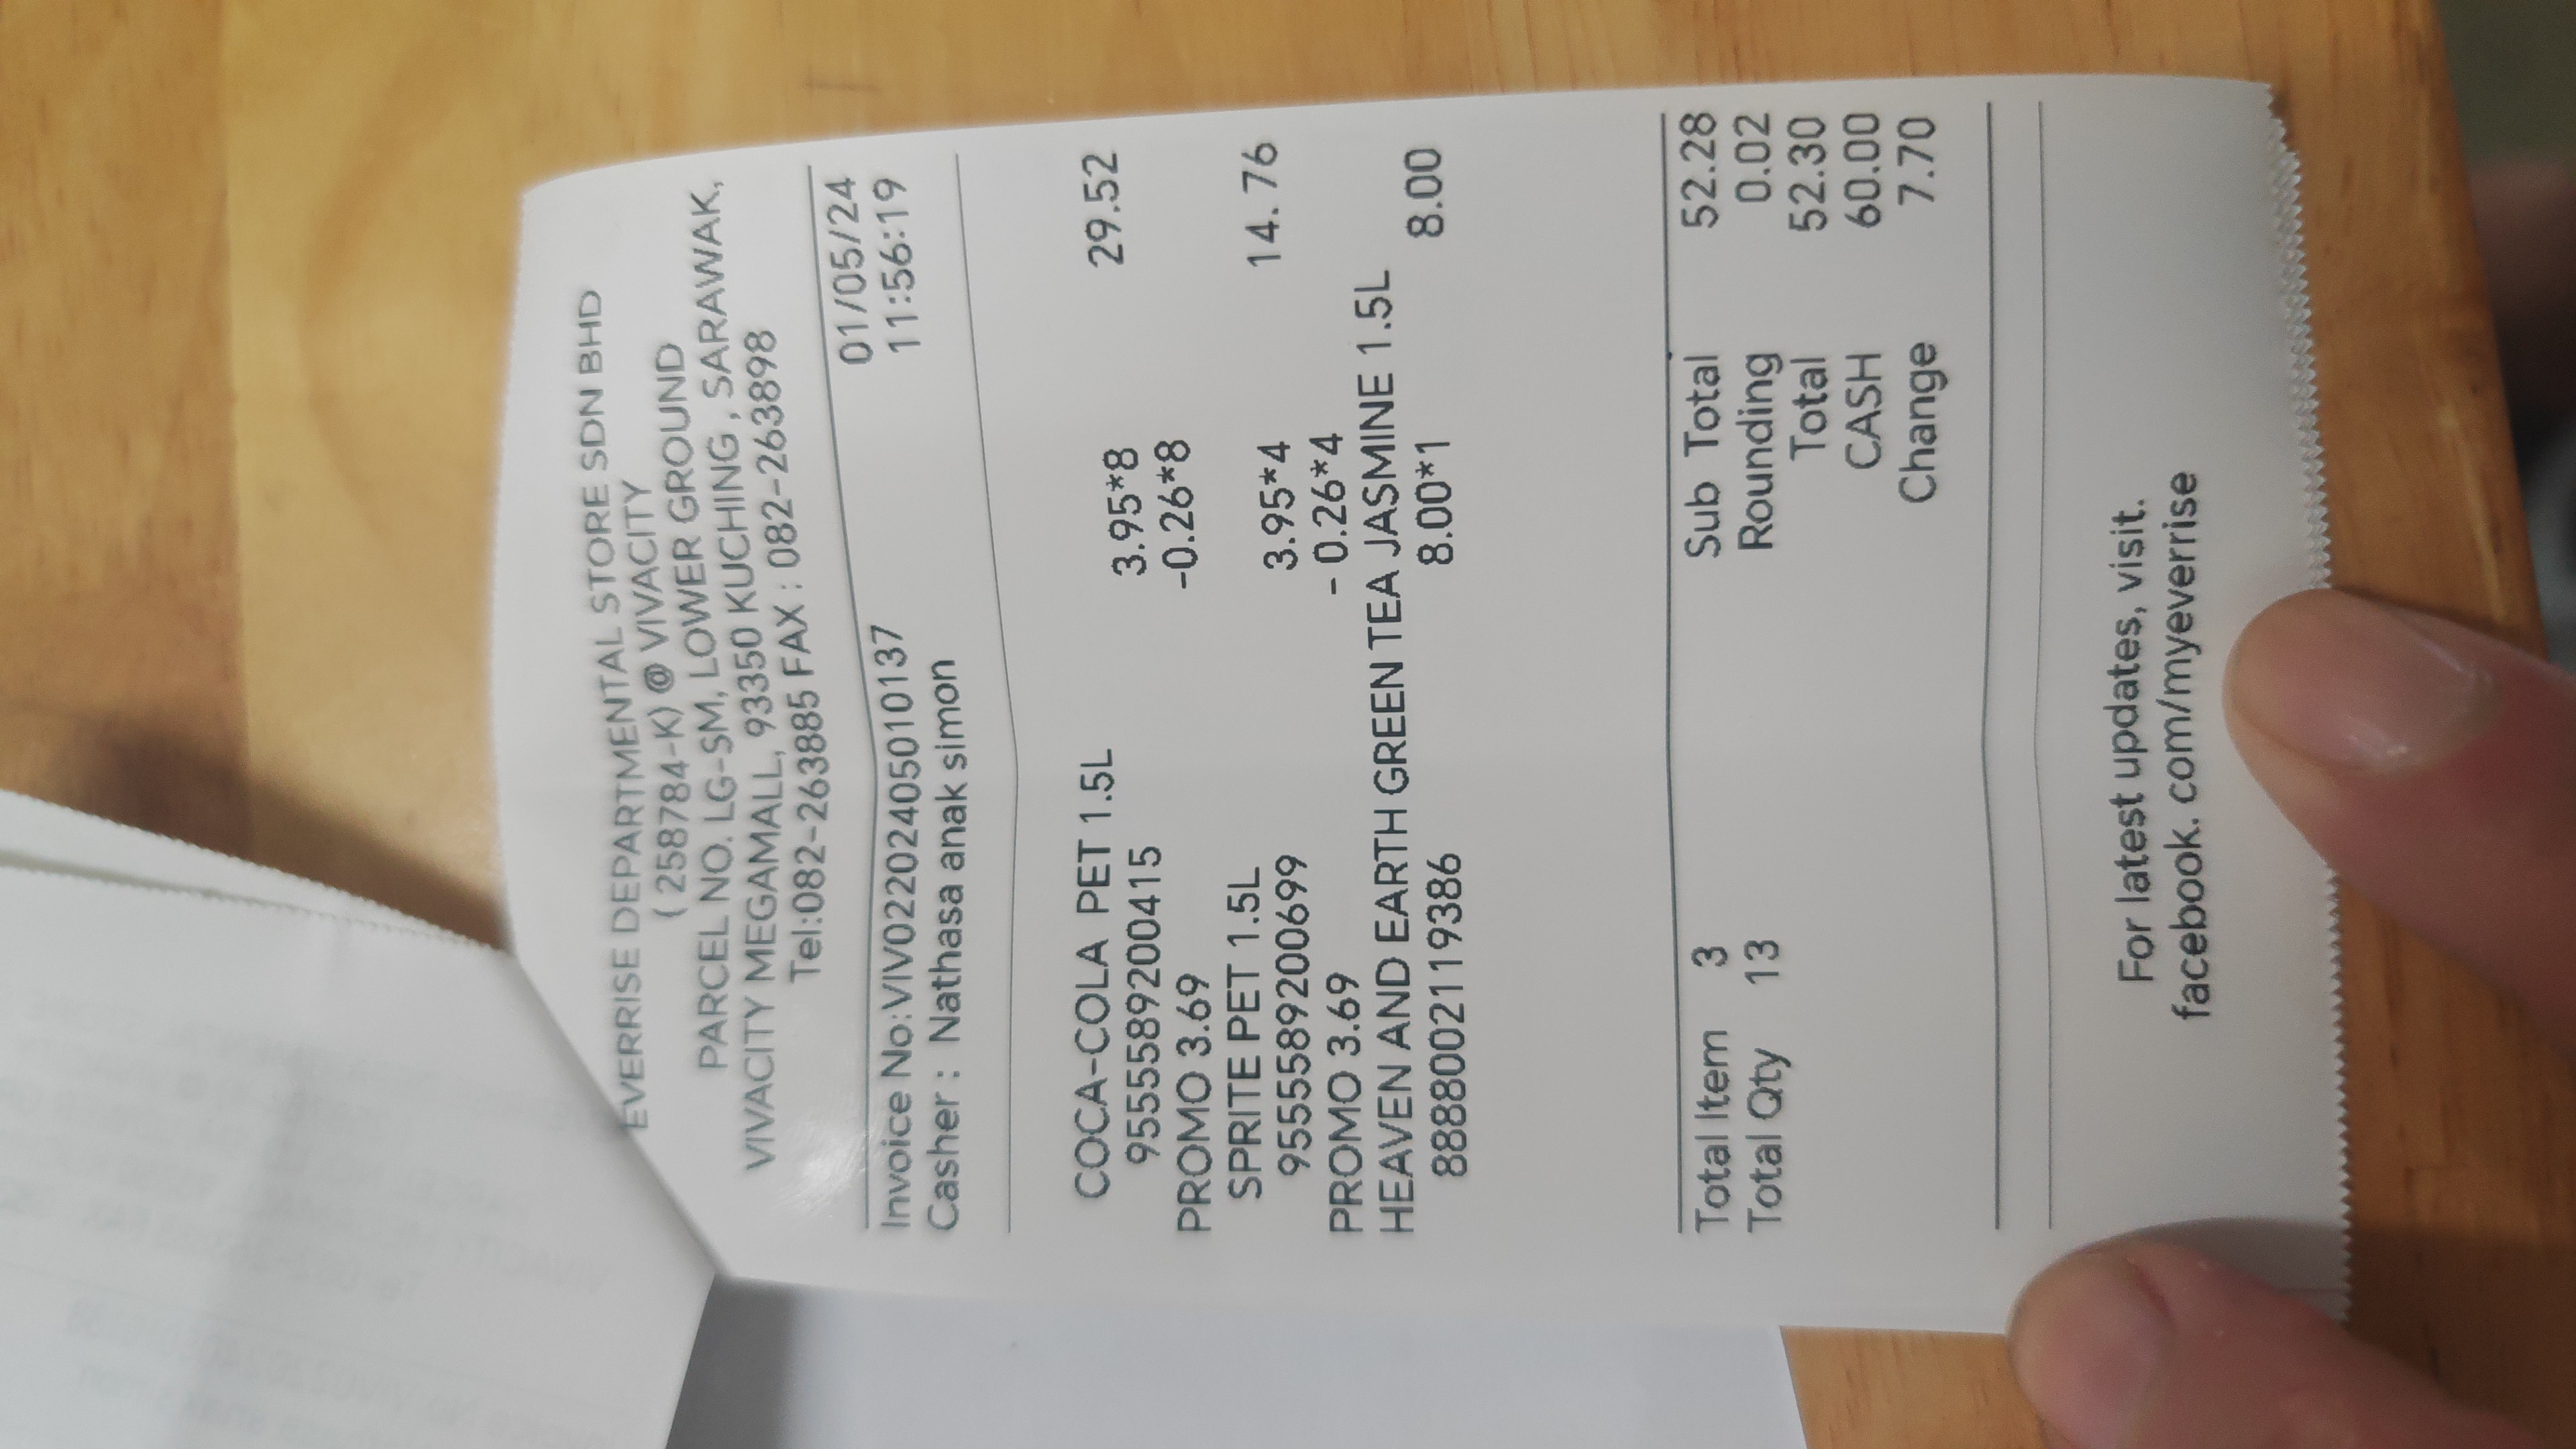 EVERRISE DEPARTMENTAL STORE SDN BHD
( 258784-K) @ VIVACITY
PARCEL NO. LG-SM, LOWER GROUND
VIVACITY MEGAMALL, 93350 KUCHING , SARAWAK,
Tel:082-263885 FAX : 082-263898
01/05/24
Invoice No:VIV02202405010137 11:56:19
Casher : Nathasa anak simon
COCA-COLA PET 1.5L
9555589200415 3.95*8 29.52
PROMO 3.69 -0.26*8
SPRITE PET 1.5L
9555589200699 3.95*4 14. 76
PROMO 3.69 - 0.26*4
HEAVEN AND EARTH GREEN TEA JASMINE 1.5L
8888002119386 8.00*1 8.00
Total Item 3 Sub Total 52.28
Total Qty 13 Rounding 0.02
Total 52.30
CASH 60.00
Change 7.70
For latest updates, visit.
facebook. com/myeverrise